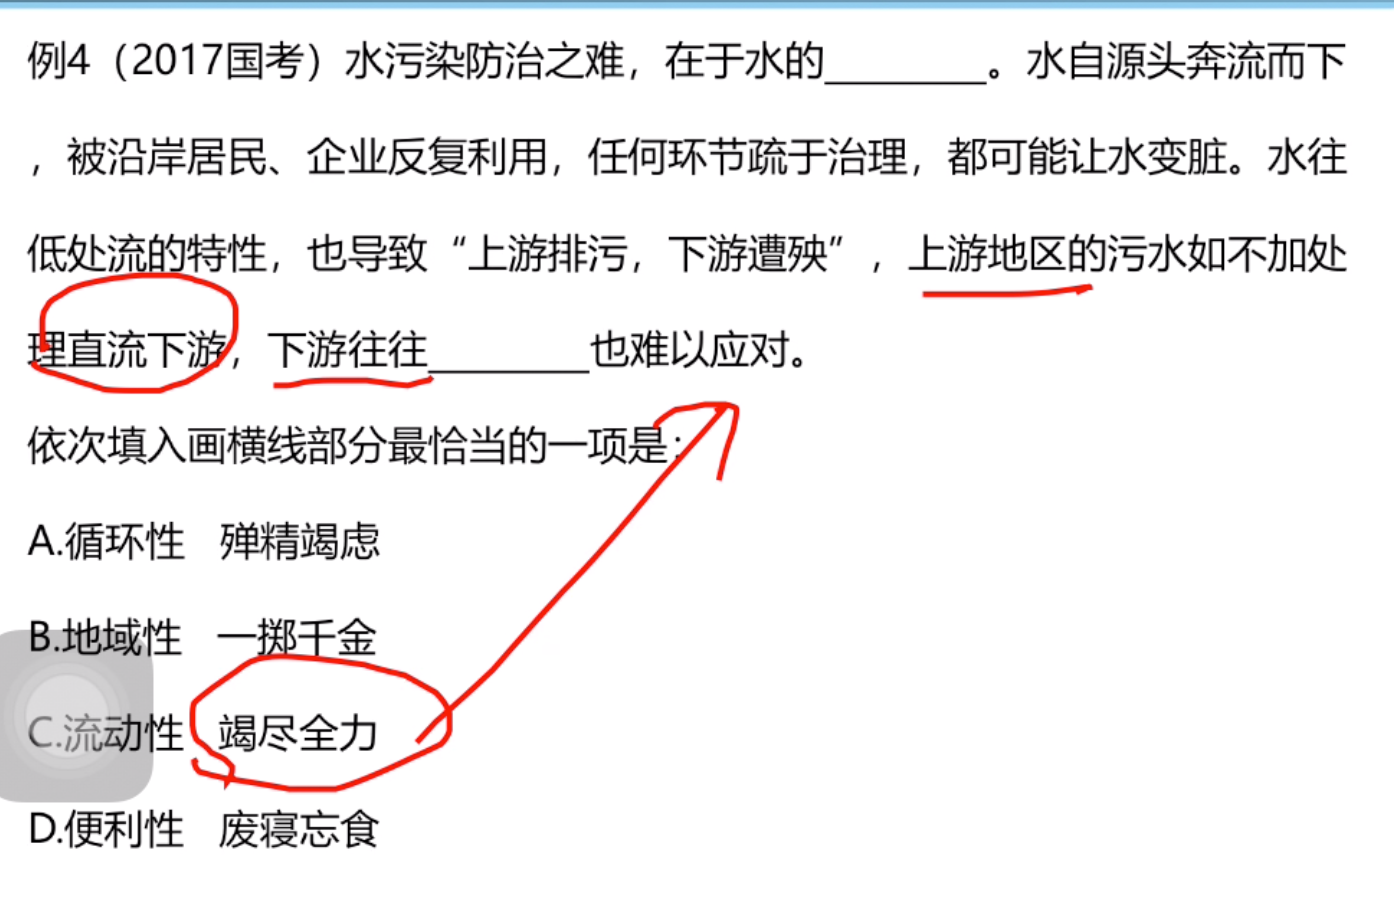 例4（2017国考）水污染防治之难，在于水的________。水自源头奔流而下
，被沿岸居民、企业反复利用，任何环节疏于治理，都可能让水变脏。水往
低处流的特性，也导致“上游排污，下游遭殃”，上游地区的污水如不加处
理直流下游，下游往往________也难以应对。
依次填入画横线部分最恰当的一项是：
A.循环性 殚精竭虑
B.地域性 一掷千金
C.流动性 竭尽全力
D.便利性 废寝忘食